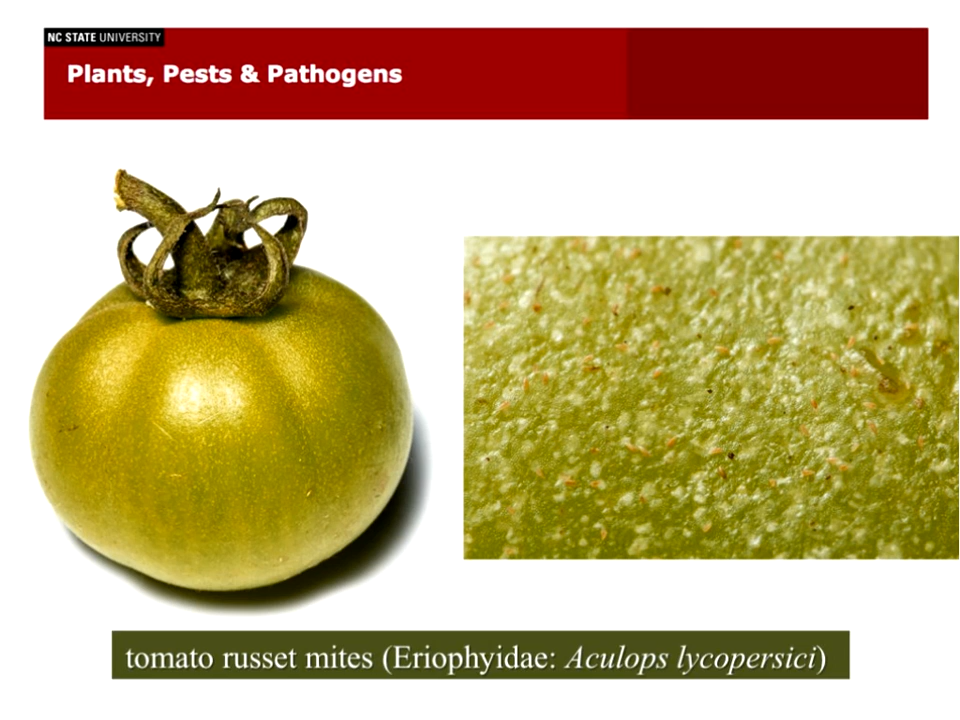 NC STATE UNIVERSITY
Plants, Pests & Pathogens
tomato russet mites (Eriophyidae: Aculops lycopersici)